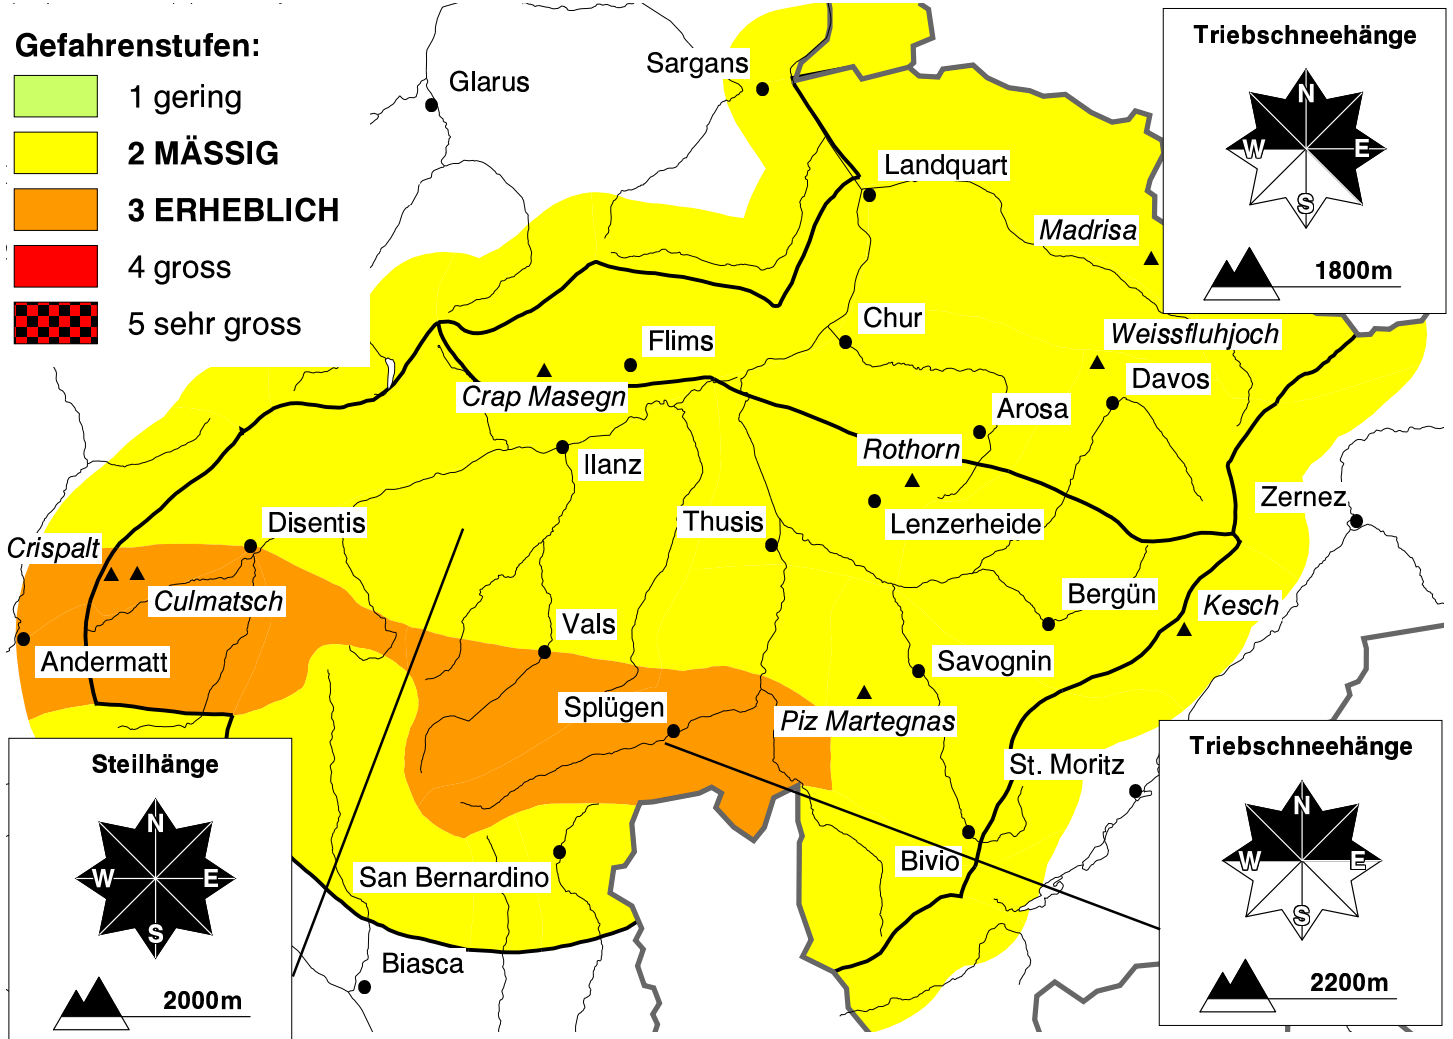 Gefahrenstufen:
1 gering
2 MÄSSIG
3 ERHEBLICH
4 gross
5 sehr gross
Glarus
Sargans
Landquart
Madrisa
Triebschneehänge
N
W
E
S
1800m
Chur
Flims
Weissfluhjoch
Crap Masegn
Davos
Arosa
Rothorn
Ilanz
Zernez
Disentis
Thusis
Lenzerheide
Crispalt
Culmatsch
Bergün
Kesch
Vals
Andermatt
Savognin
Splügen
Piz Martegnas
St. Moritz
Steilhänge
N
W
E
S
2000m
Triebschneehänge
N
W
E
S
2200m
Bivio
San Bernardino
Biasca